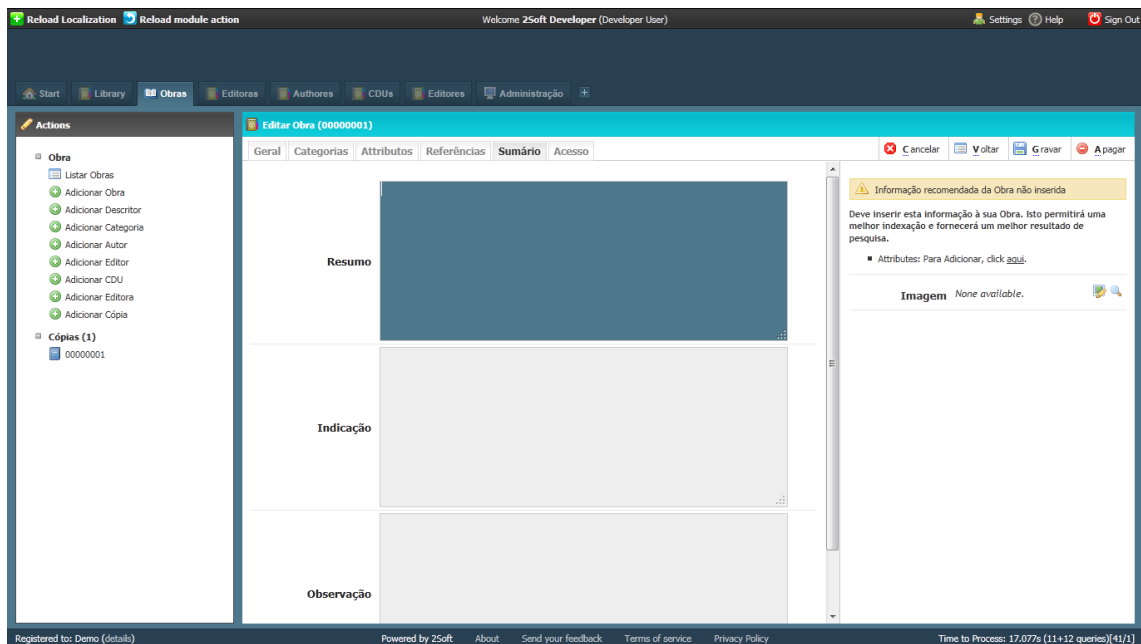 Reload Localization Reload module action Welcome 2Soft Developer (Developer User) Settings Help Sign Out
Start Library Obras Editoras Authores CDUs Editores Administração
Actions
Obra
Listar Obras
Adicionar Obra
Adicionar Descritor
Adicionar Categoria
Adicionar Autor
Adicionar Editor
Adicionar CDU
Adicionar Editora
Adicionar Cópia
Cópias (1)
00000001
Editar Obra (00000001)
Geral Categorias Attributos Referências Sumário Acesso
Cancelar Voltar Gravar Apagar
Resumo
Indicação
Observação
Informação recomendada da Obra não inserida
Deve inserir esta informação à sua Obra. Isto permitirá uma
melhor indexação e fornecerá um melhor resultado de
pesquisa.
Attributes: Para Adicionar, click aqui.
Imagem None available.
Registered to: Demo (details) Powered by 2Soft About Send your feedback Terms of service Privacy Policy Time to Process: 17.077s (11+12 queries)[41/1]